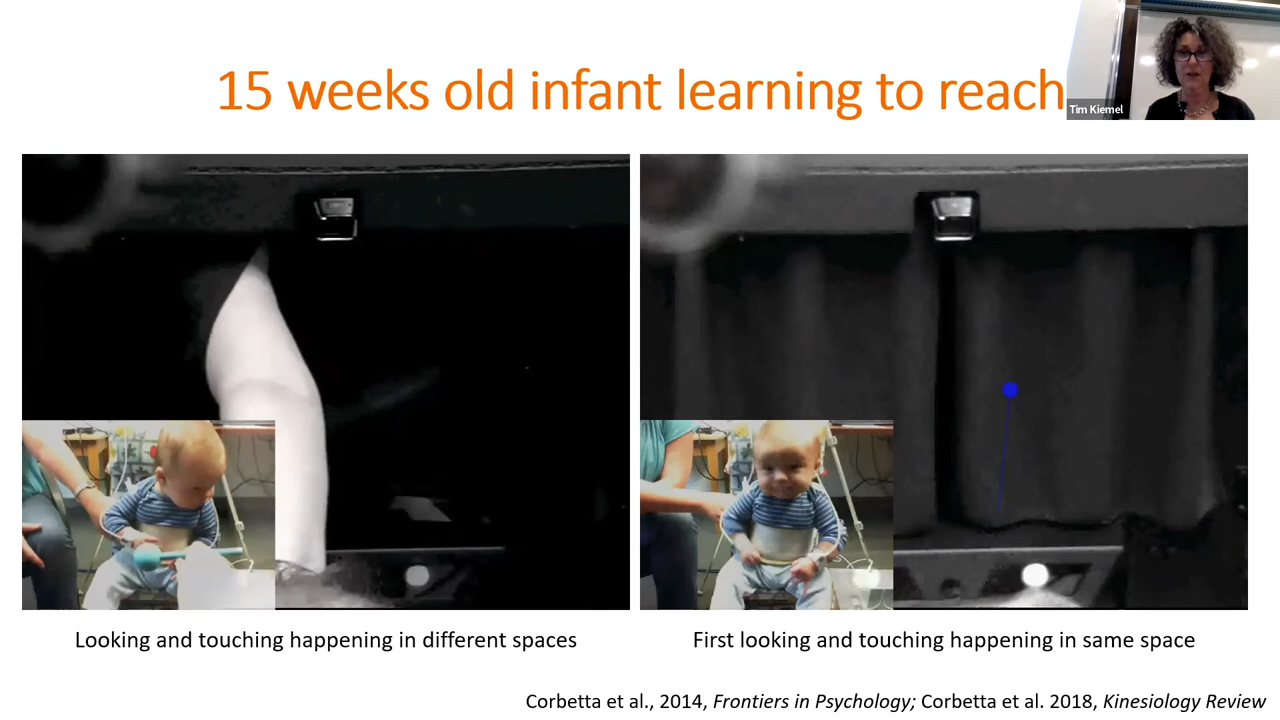 15 weeks old infant learning to reach
Tim Kiemel
Looking and touching happening in different spaces
First looking and touching happening in same space
Corbetta et al., 2014, Frontiers in Psychology; Corbetta et al. 2018, Kinesiology Review